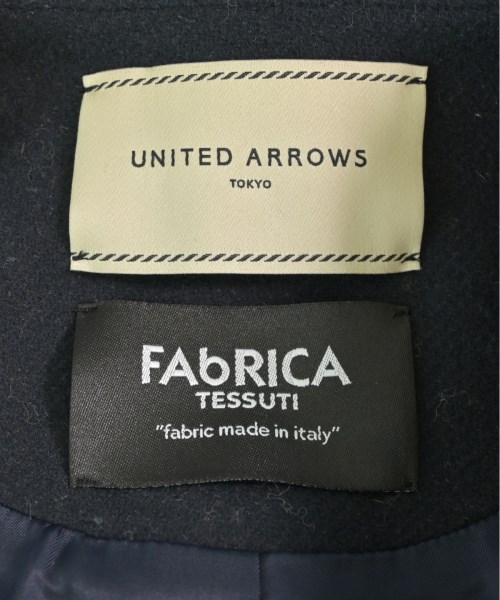 UNITED ARROWS
TOKYO
FAbRICA
TESSUTI
"fabric made in italy"